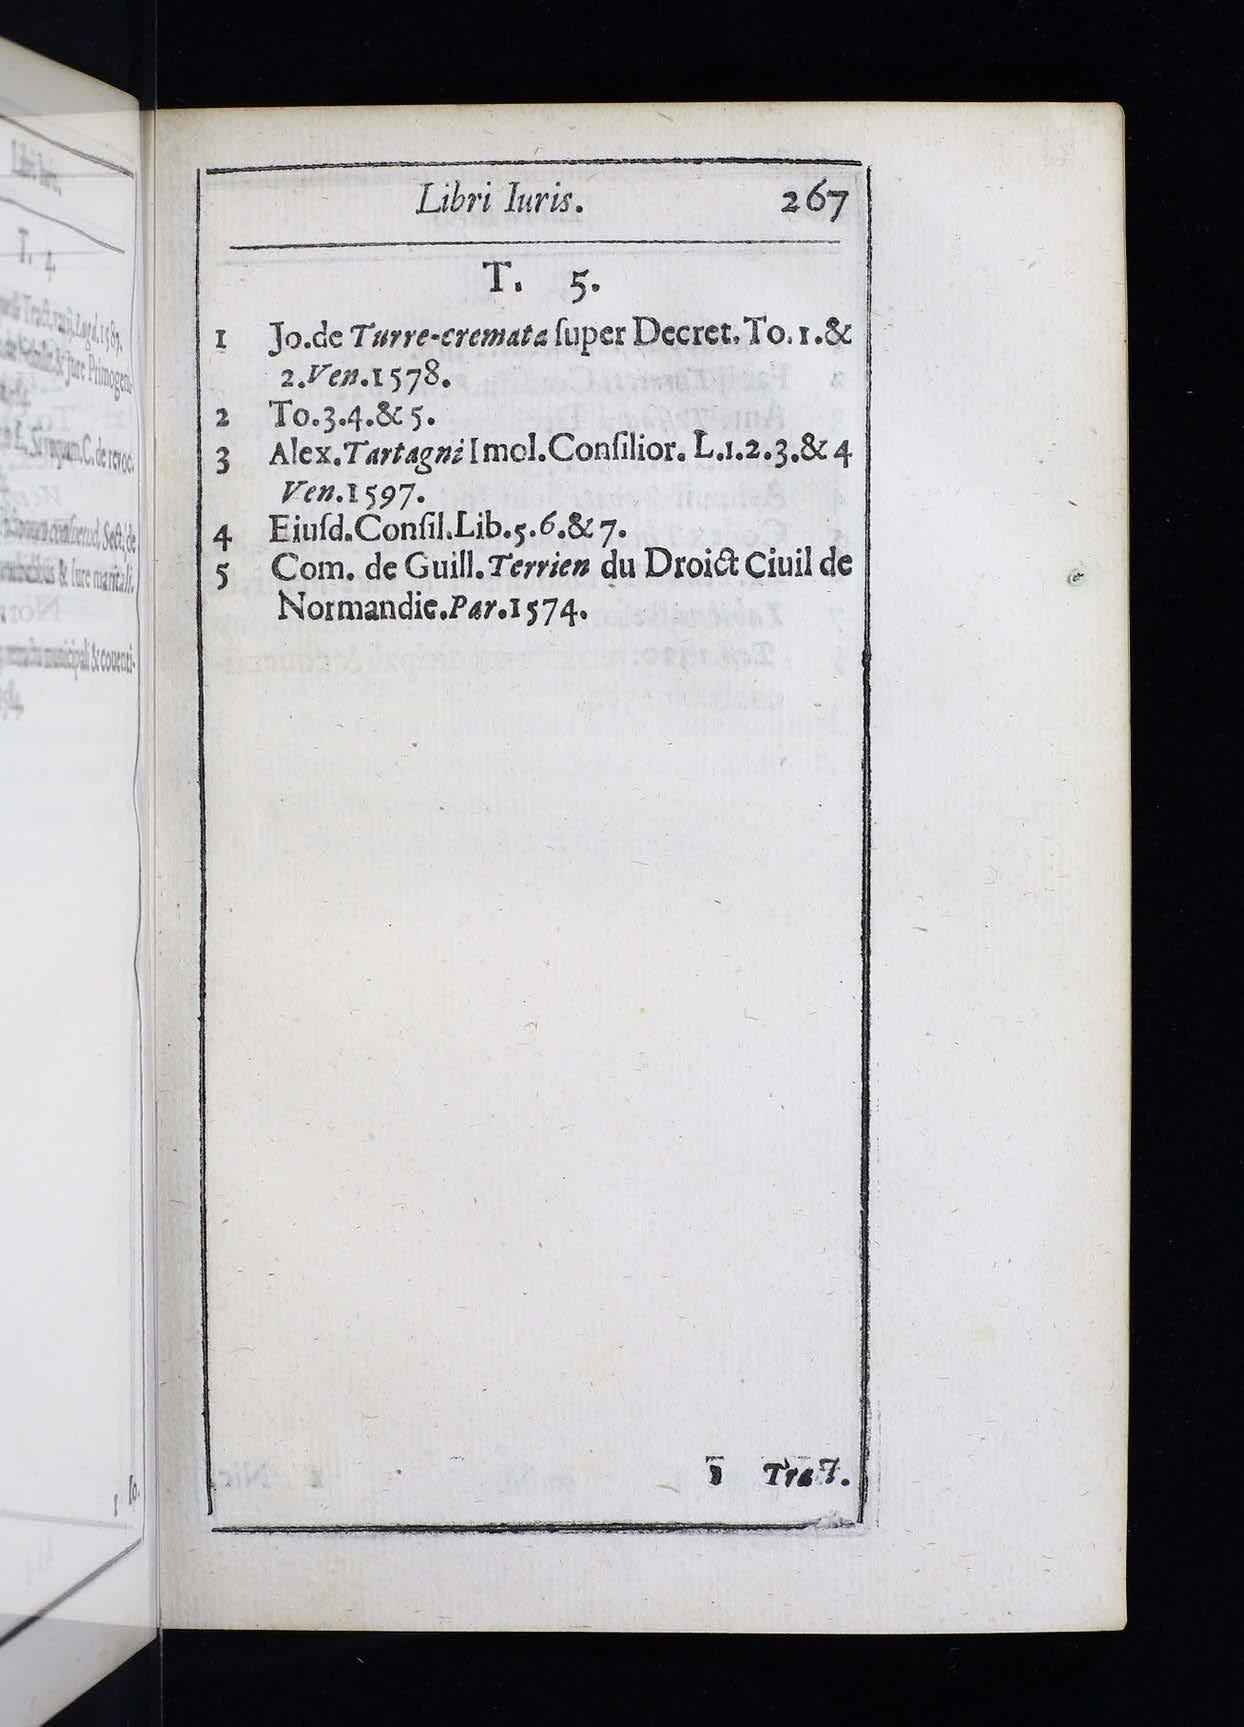 Libri Iuris. 267
T. 5.
1 Jo.de Turre-cremata ſuper Decret.To.1.&
2.Ven.1578.
2 To.3.4.& 5.
3 Alex.Tartagni Imol.Conſilior. L.1.2.3.& 4
Ven.1597.
4 Eiuſd.Conſil.Lib.5.6.& 7.
5 Com. de Guill.Terrien du Droict Ciuil de
Normandie.Par.1574.